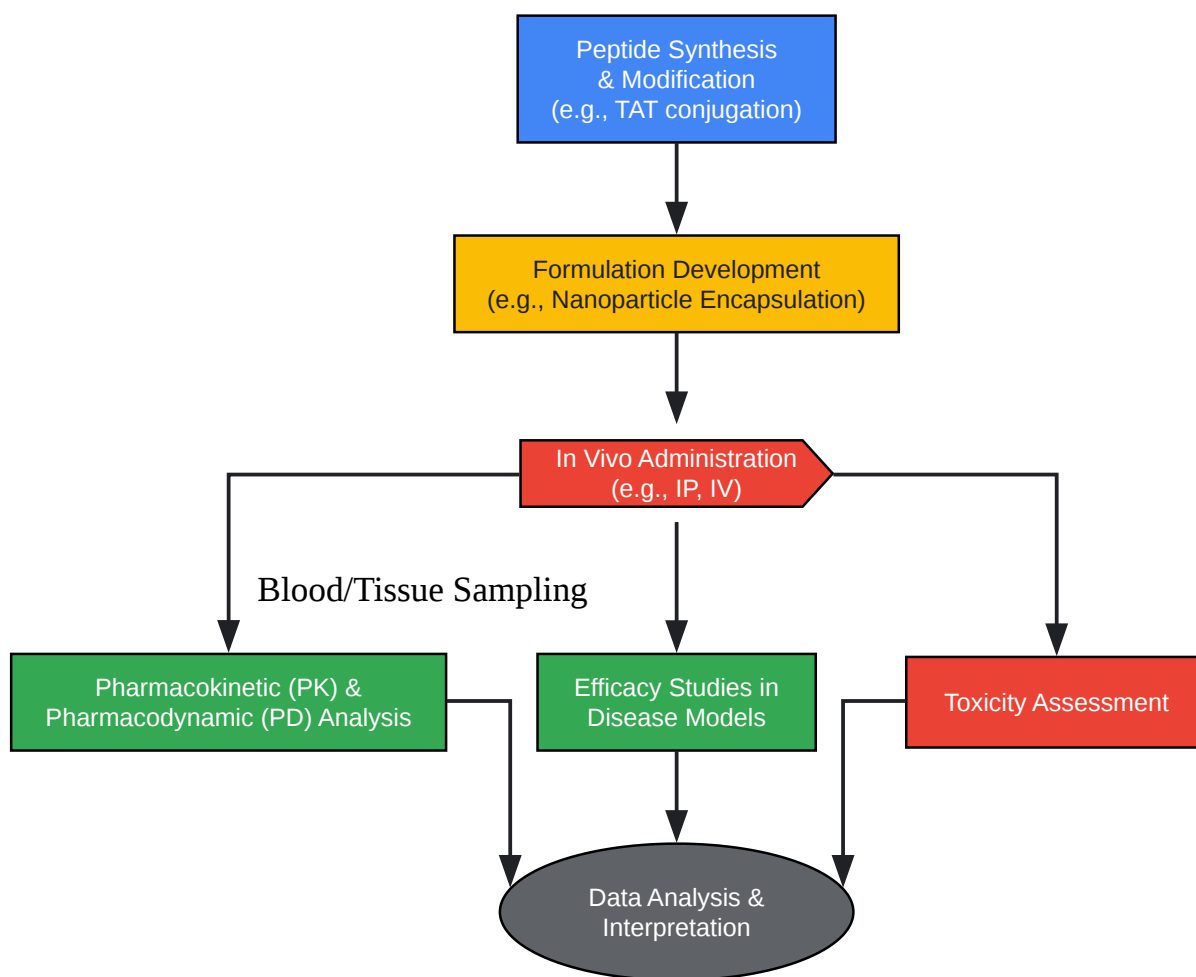 Peptide Synthesis
& Modification
(e.g., TAT conjugation)
Formulation Development
(e.g., Nanoparticle Encapsulation)
In Vivo Administration
(e.g., IP, IV)
Blood/Tissue Sampling
Pharmacokinetic (PK) &
Pharmacodynamic (PD) Analysis
Efficacy Studies in
Disease Models
Toxicity Assessment
Data Analysis &
Interpretation